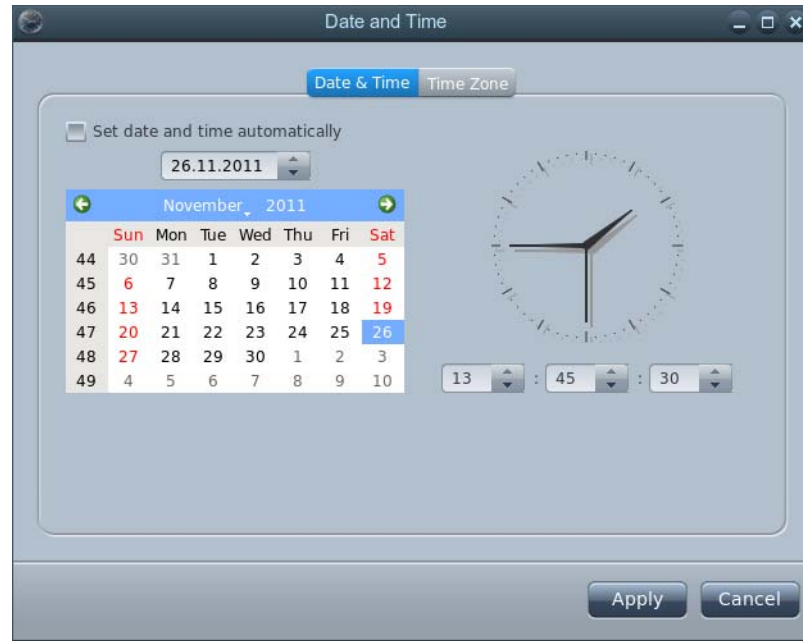 Date and Time
Date & Time Time Zone
Set date and time automatically
26.11.2011
November 2011
Sun Mon Tue Wed Thu Fri Sat
44 30 31 1 2 3 4 5
45 6 7 8 9 10 11 12
46 13 14 15 16 17 18 19
47 20 21 22 23 24 25 26
48 27 28 29 30 1 2 3
49 4 5 6 7 8 9 10
13 : 45 : 30
Apply Cancel